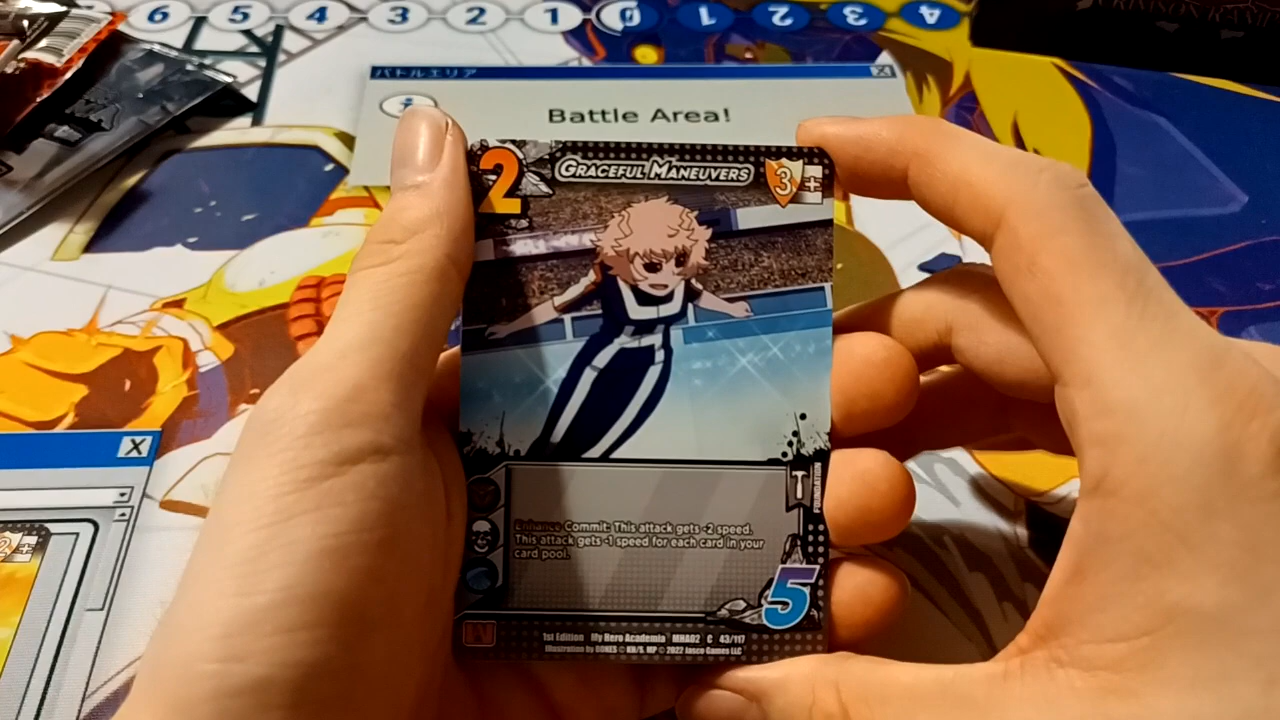 6 5 4 3 2 1 0 1 2 3 4
バトルエリア
Battle Area!
2
GRACEFUL MANEUVERS
3 +
Enhance Commit: This attack gets -2 speed.
This attack gets -1 speed for each card in your
card pool.
FOUNDATION
5
1st Edition My Hero Academia MHA02 C 43/117
Illustration by BONES © KH/S, MP © 2022 Jasco Games LLC
2 +